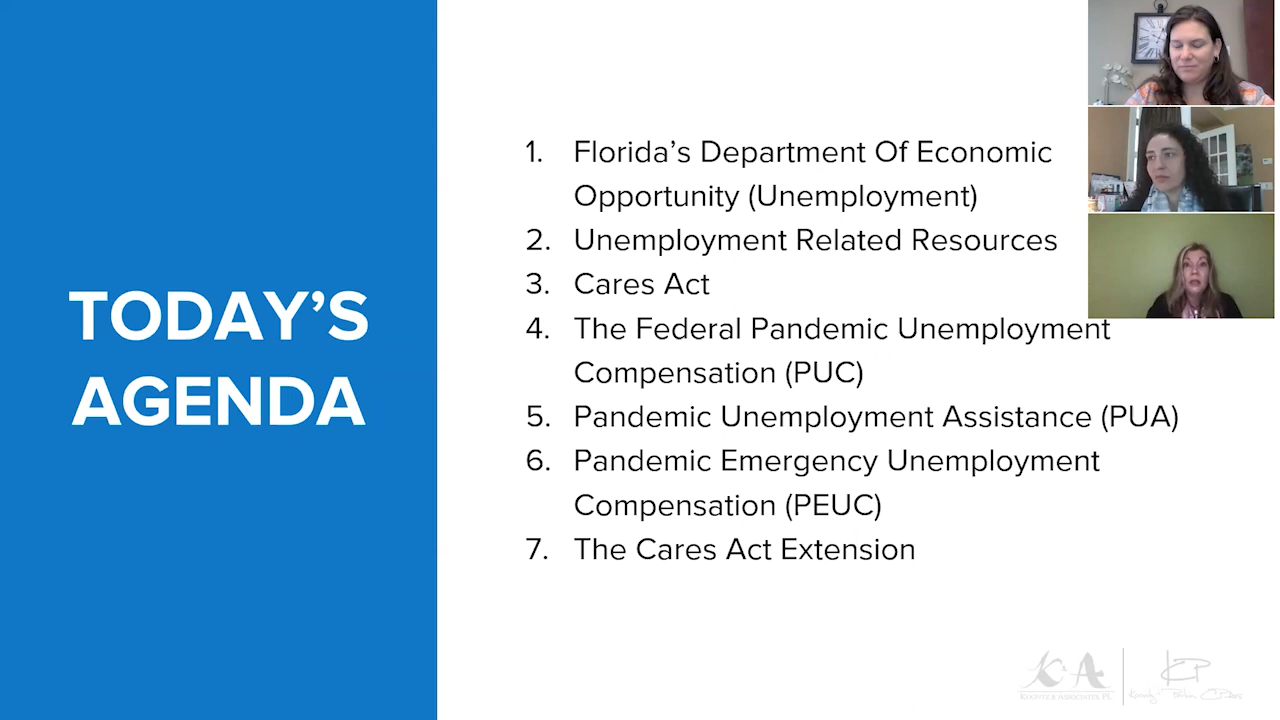 TODAY'S
AGENDA
1. Florida's Department Of Economic
Opportunity (Unemployment)
2. Unemployment Related Resources
3. Cares Act
4. The Federal Pandemic Unemployment
Compensation (PUC)
5. Pandemic Unemployment Assistance (PUA)
6. Pandemic Emergency Unemployment
Compensation (PEUC)
7. The Cares Act Extension
K&A
KP